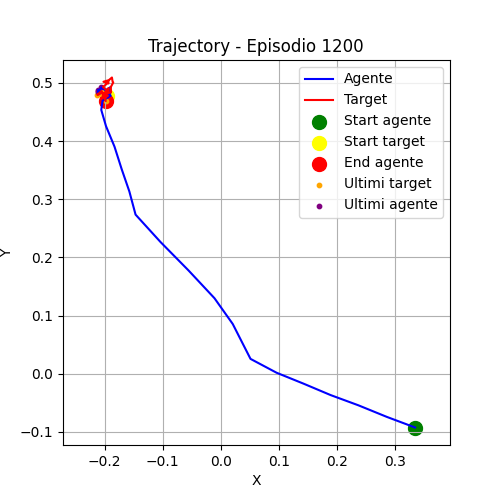 Trajectory - Episodio 1200
Agente
Target
Start agente
Start target
End agente
Ultimi target
Ultimi agente
0.5
0.4
0.3
0.2
0.1
0.0
−0.1
Y
−0.2 −0.1 0.0 0.1 0.2 0.3
X